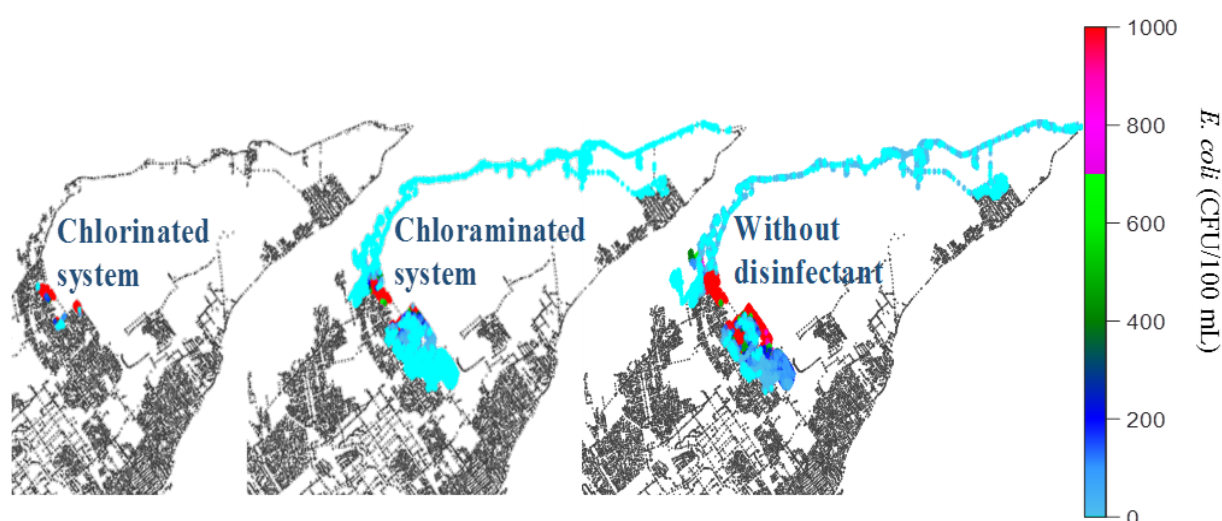 Chlorinated
system
Chloraminated
system
Without
disinfectant
1000
800
600
400
200
0
E. coli (CFU/100 mL)